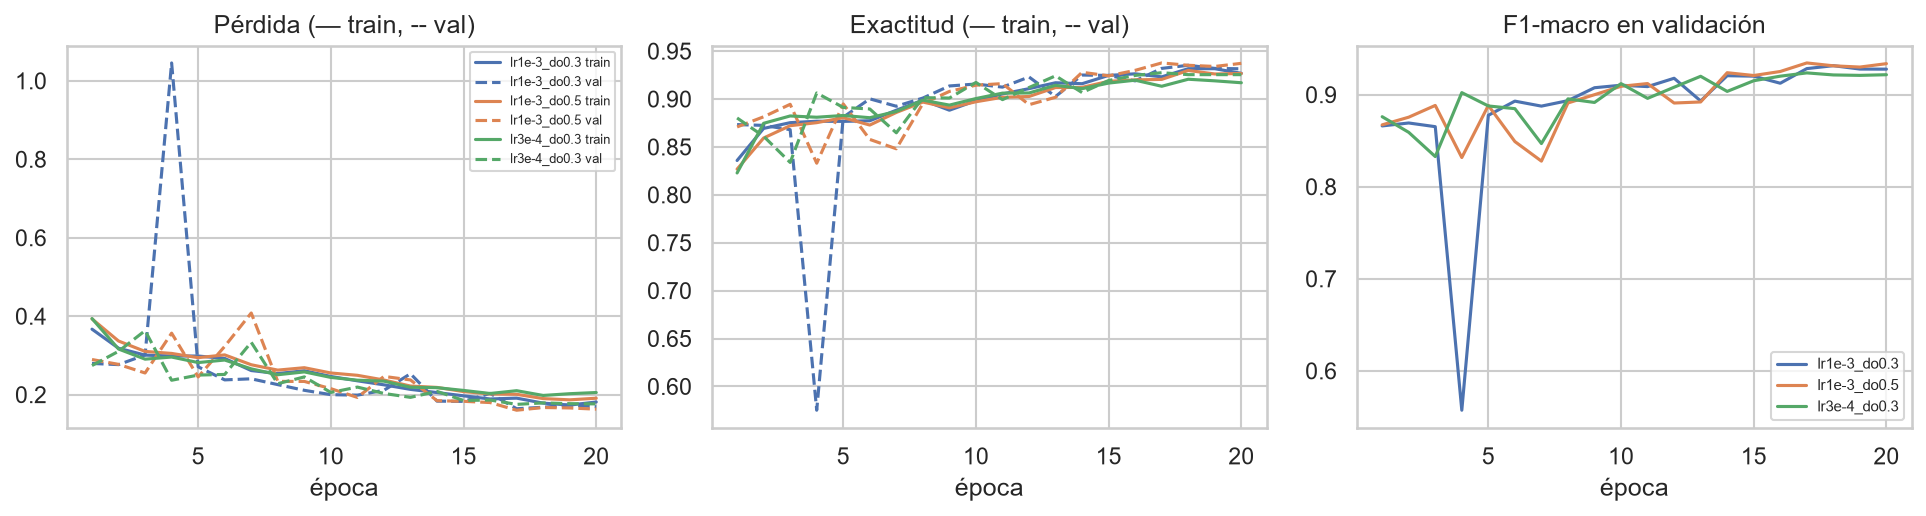 Pérdida (— train, -- val)
1.0
0.8
0.6
0.4
0.2
5
10
15
20
época
lr1e-3_do0.3 train
lr1e-3_do0.3 val
lr1e-3_do0.5 train
lr1e-3_do0.5 val
lr3e-4_do0.3 train
lr3e-4_do0.3 val
Exactitud (— train, -- val)
0.95
0.90
0.85
0.80
0.75
0.70
0.65
0.60
5
10
15
20
época
F1-macro en validación
0.9
0.8
0.7
0.6
5
10
15
20
época
lr1e-3_do0.3
lr1e-3_do0.5
lr3e-4_do0.3